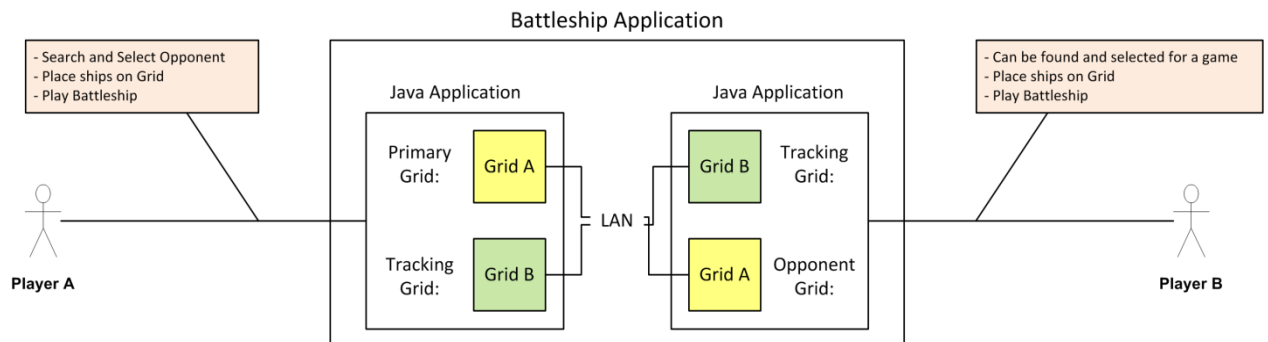 Battleship Application
- Search and Select Opponent
- Place ships on Grid
- Play Battleship
- Can be found and selected for a game
- Place ships on Grid
- Play Battleship
Java Application
Java Application
Primary
Grid:
Grid A
Grid B
Tracking
Grid:
LAN
Tracking
Grid:
Grid B
Grid A
Opponent
Grid:
Player A
Player B